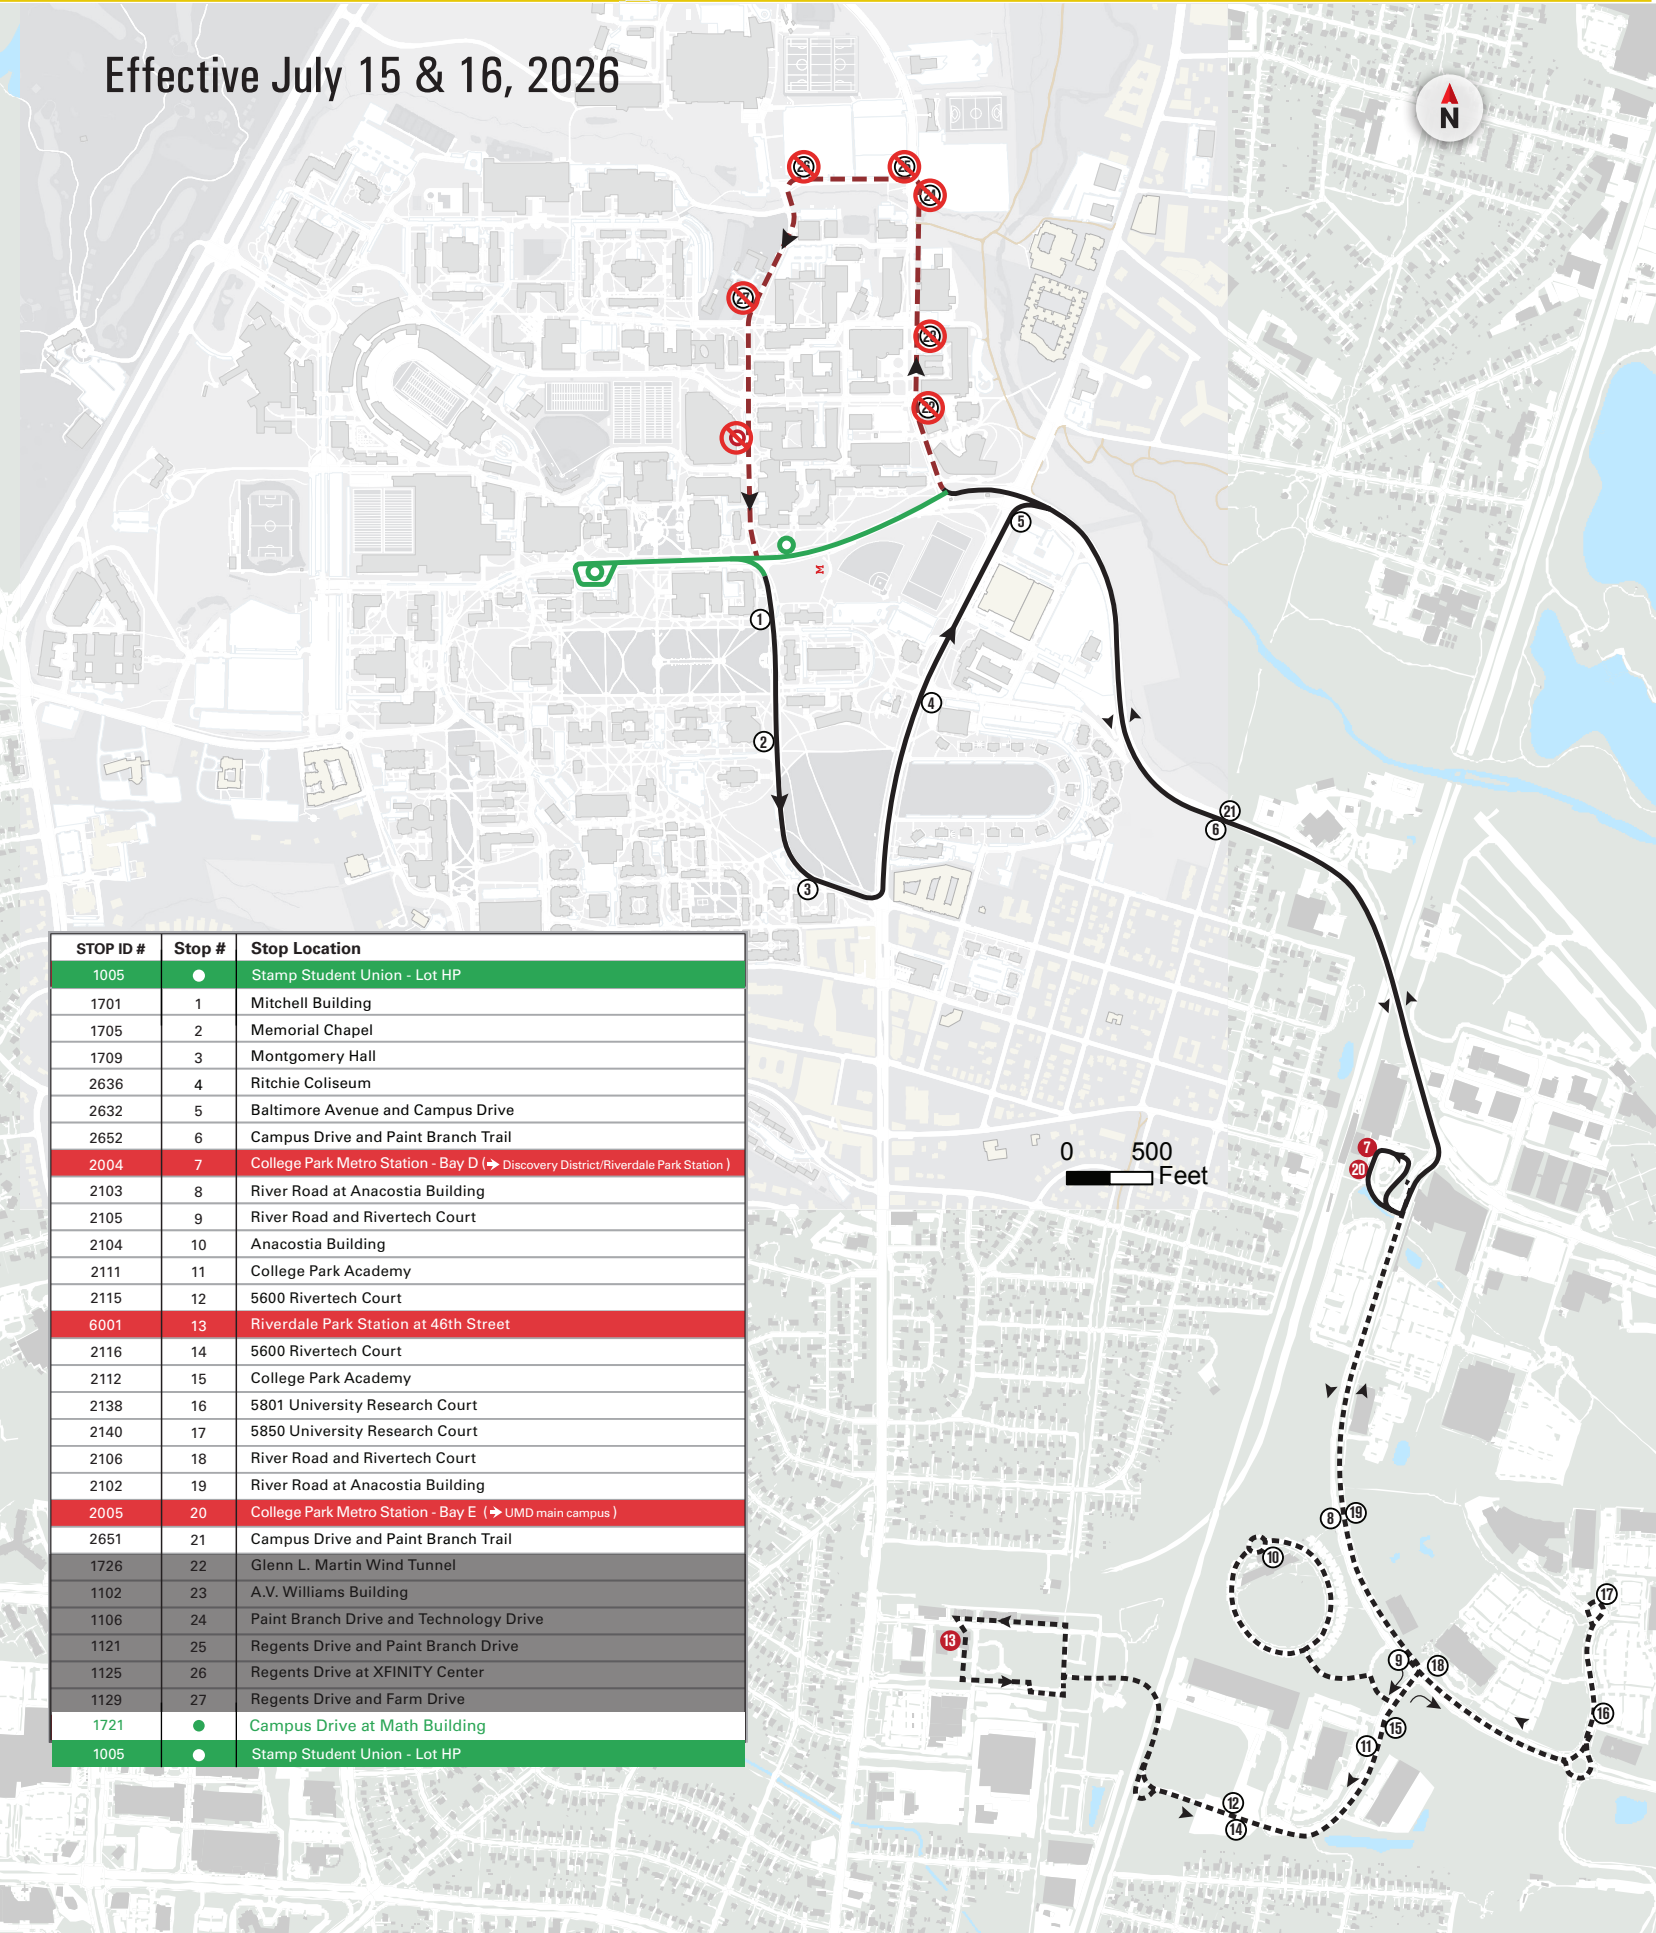 Effective July 15 & 16, 2026
N
26
25
24
27
23
22
5
M
1
4
2
21
6
3
STOP ID # Stop # Stop Location
1005 Stamp Student Union - Lot HP
1701 1 Mitchell Building
1705 2 Memorial Chapel
1709 3 Montgomery Hall
2636 4 Ritchie Coliseum
2632 5 Baltimore Avenue and Campus Drive
2652 6 Campus Drive and Paint Branch Trail
2004 7 College Park Metro Station - Bay D (➔ Discovery District/Riverdale Park Station )
2103 8 River Road at Anacostia Building
2105 9 River Road and Rivertech Court
2104 10 Anacostia Building
2111 11 College Park Academy
2115 12 5600 Rivertech Court
6001 13 Riverdale Park Station at 46th Street
2116 14 5600 Rivertech Court
2112 15 College Park Academy
2138 16 5801 University Research Court
2140 17 5850 University Research Court
2106 18 River Road and Rivertech Court
2102 19 River Road at Anacostia Building
2005 20 College Park Metro Station - Bay E (➔ UMD main campus )
2651 21 Campus Drive and Paint Branch Trail
1726 22 Glenn L. Martin Wind Tunnel
1102 23 A.V. Williams Building
1106 24 Paint Branch Drive and Technology Drive
1121 25 Regents Drive and Paint Branch Drive
1125 26 Regents Drive at XFINITY Center
1129 27 Regents Drive and Farm Drive
1721 Campus Drive at Math Building
1005 Stamp Student Union - Lot HP
0 500
Feet
7
20
8
19
10
17
13
9
18
16
15
11
12
14